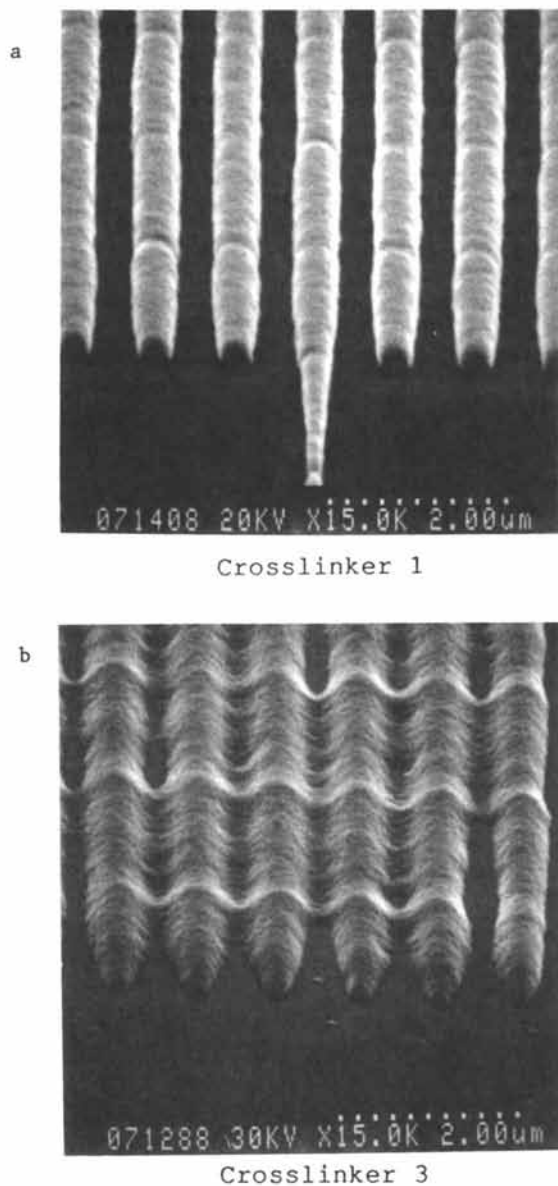 a
071408 20KV X15.0K 2.00um
Crosslinker 1
b
071288 30KV X15.0K 2.00um
Crosslinker 3